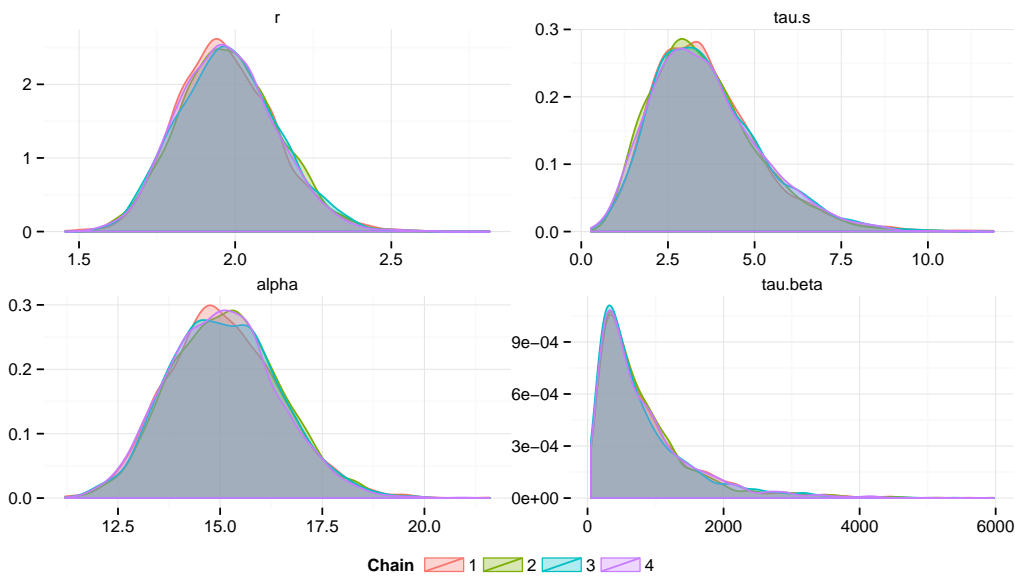 r
2
1
0
1.5 2.0 2.5
tau.s
0.3
0.2
0.1
0.0
0.0 2.5 5.0 7.5 10.0
alpha
0.3
0.2
0.1
0.0
12.5 15.0 17.5 20.0
tau.beta
9e−04
6e−04
3e−04
0e+00
0 2000 4000 6000
Chain 1 2 3 4